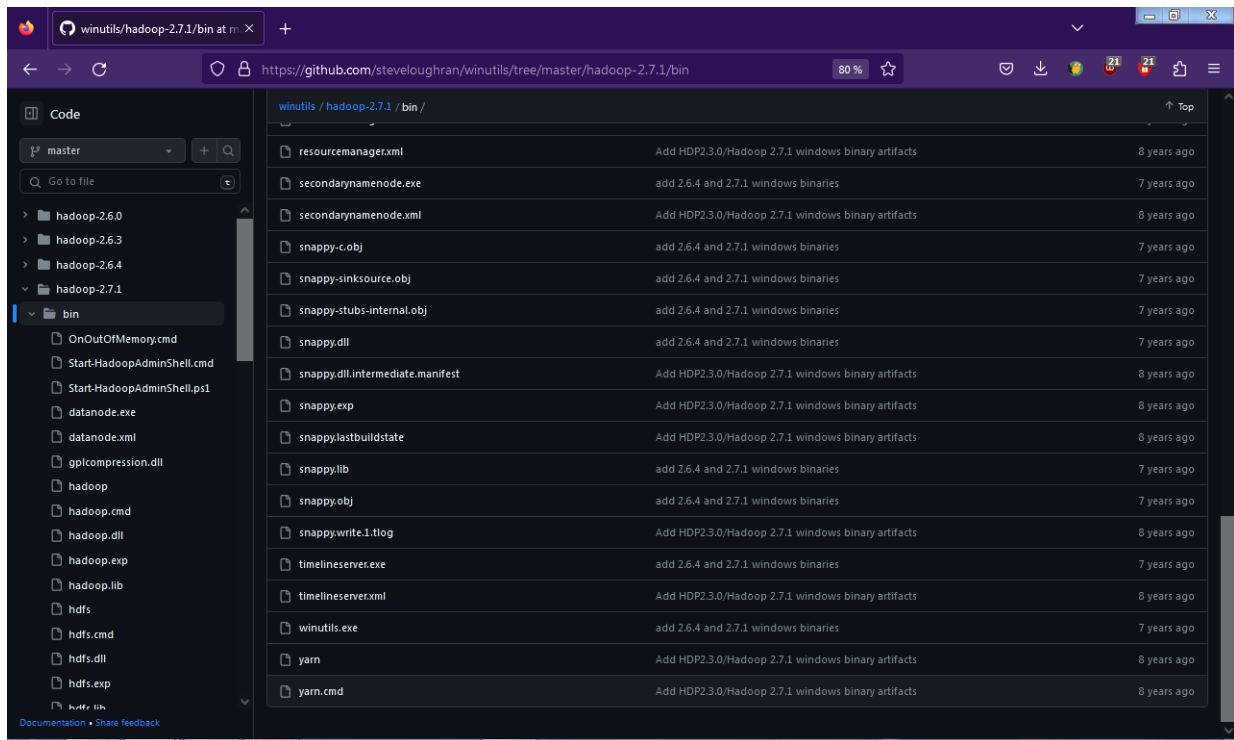 winutils/hadoop-2.7.1/bin at m
https://github.com/steveloughran/winutils/tree/master/hadoop-2.7.1/bin
80 %
21
21
Code
master
Go to file
t
hadoop-2.6.0
hadoop-2.6.3
hadoop-2.6.4
hadoop-2.7.1
bin
OnOutOfMemory.cmd
Start-HadoopAdminShell.cmd
Start-HadoopAdminShell.ps1
datanode.exe
datanode.xml
gplcompression.dll
hadoop
hadoop.cmd
hadoop.dll
hadoop.exp
hadoop.lib
hdfs
hdfs.cmd
hdfs.dll
hdfs.exp
hdfs.lib
Documentation • Share feedback
winutils / hadoop-2.7.1 / bin /
Top
resourcemanager.xml Add HDP2.3.0/Hadoop 2.7.1 windows binary artifacts 8 years ago
secondarynamenode.exe add 2.6.4 and 2.7.1 windows binaries 7 years ago
secondarynamenode.xml Add HDP2.3.0/Hadoop 2.7.1 windows binary artifacts 8 years ago
snappy-c.obj add 2.6.4 and 2.7.1 windows binaries 7 years ago
snappy-sinksource.obj add 2.6.4 and 2.7.1 windows binaries 7 years ago
snappy-stubs-internal.obj add 2.6.4 and 2.7.1 windows binaries 7 years ago
snappy.dll add 2.6.4 and 2.7.1 windows binaries 7 years ago
snappy.dll.intermediate.manifest Add HDP2.3.0/Hadoop 2.7.1 windows binary artifacts 8 years ago
snappy.exp Add HDP2.3.0/Hadoop 2.7.1 windows binary artifacts 8 years ago
snappy.lastbuildstate Add HDP2.3.0/Hadoop 2.7.1 windows binary artifacts 8 years ago
snappy.lib add 2.6.4 and 2.7.1 windows binaries 7 years ago
snappy.obj add 2.6.4 and 2.7.1 windows binaries 7 years ago
snappy.write.1.tlog Add HDP2.3.0/Hadoop 2.7.1 windows binary artifacts 8 years ago
timelineserver.exe add 2.6.4 and 2.7.1 windows binaries 7 years ago
timelineserver.xml Add HDP2.3.0/Hadoop 2.7.1 windows binary artifacts 8 years ago
winutils.exe add 2.6.4 and 2.7.1 windows binaries 7 years ago
yarn Add HDP2.3.0/Hadoop 2.7.1 windows binary artifacts 8 years ago
yarn.cmd Add HDP2.3.0/Hadoop 2.7.1 windows binary artifacts 8 years ago